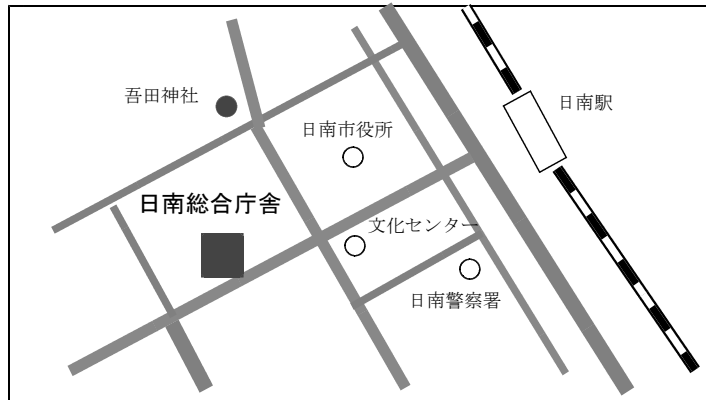 吾田神社
日南駅
日南市役所
日南総合庁舎
文化センター
日南警察署